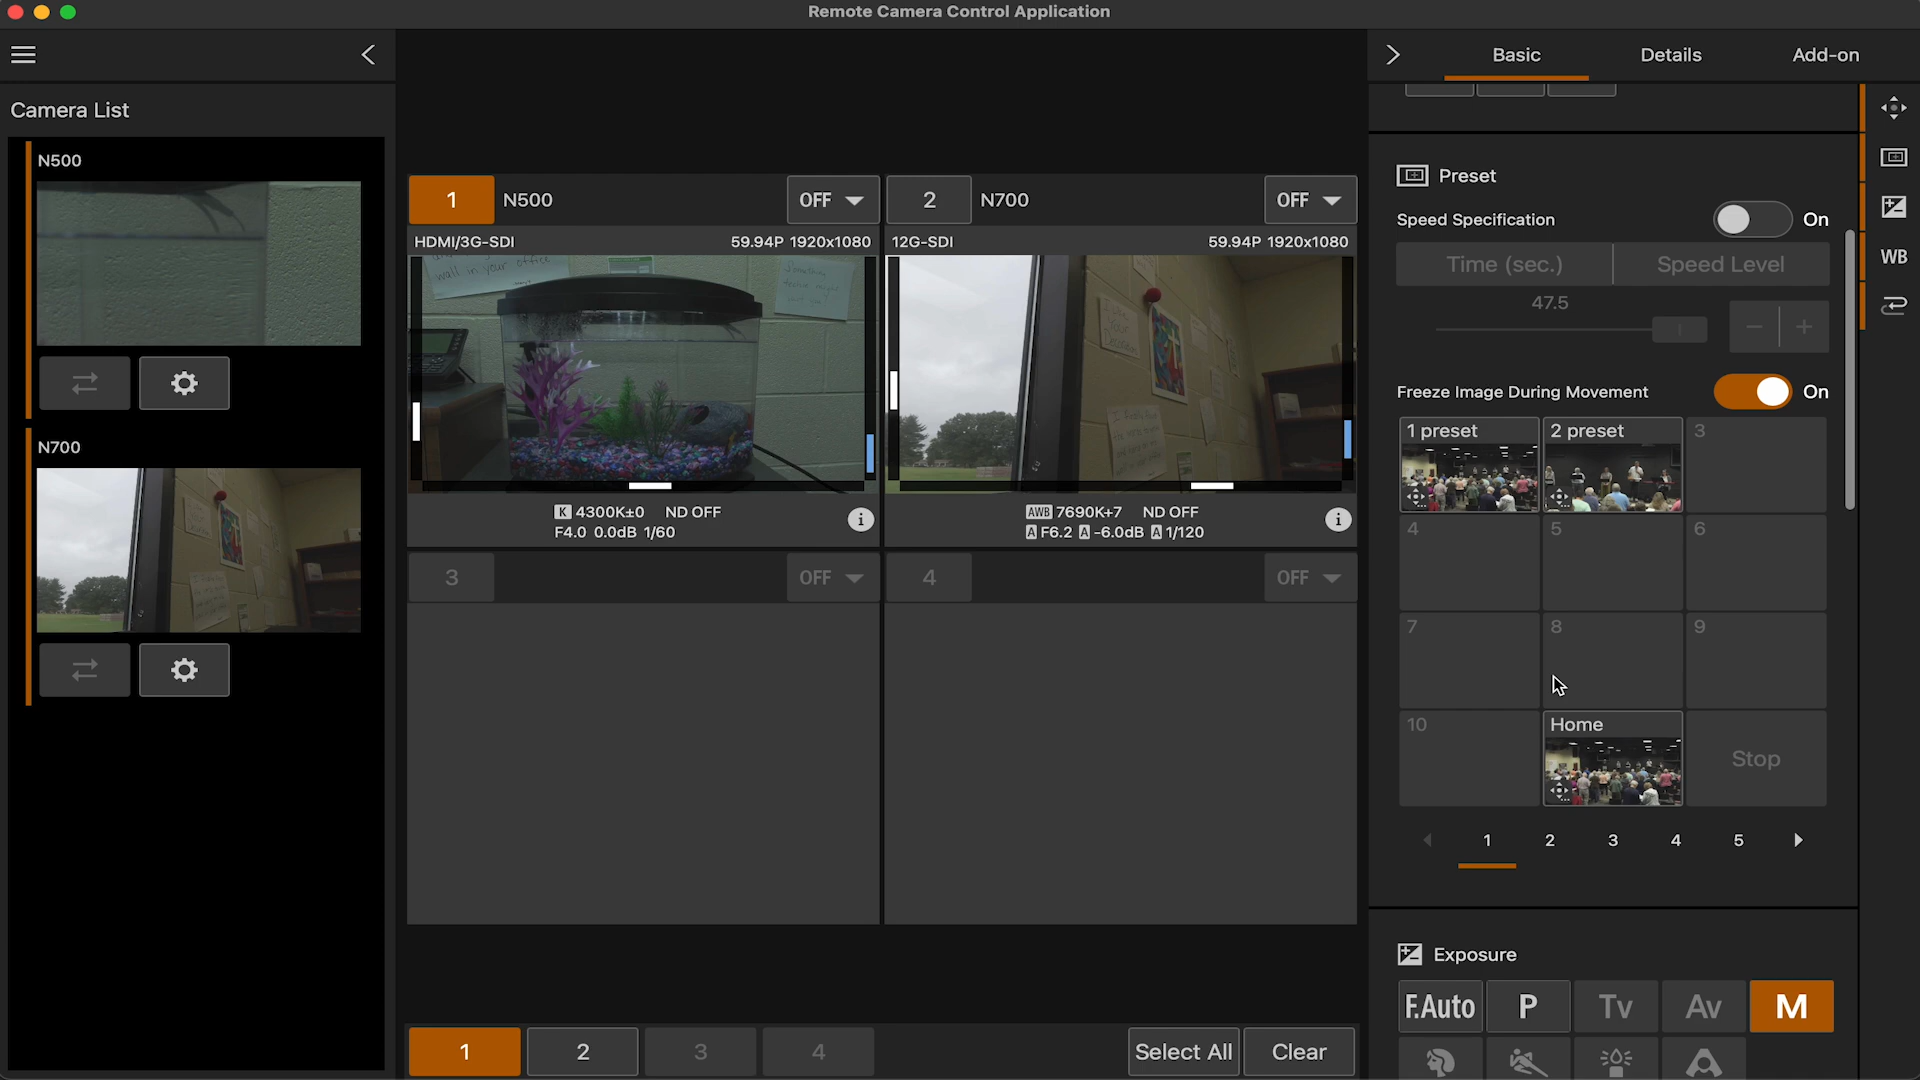 Remote Camera Control Application
Basic
Details
Add-on
Camera List
N500
N700
1
N500
OFF
HDMI/3G-SDI
59.94P 1920x1080
wall in your office
K 4300K±0 ND OFF
F4.0 0.0dB 1/60
2
N700
OFF
12G-SDI
59.94P 1920x1080
AWB 7690K+7 ND OFF
A F6.2 A -6.0dB A 1/120
3
OFF
4
OFF
1
2
3
4
Select All
Clear
Preset
Speed Specification
On
Time (sec.)
Speed Level
47.5
Freeze Image During Movement
On
1 preset
2 preset
3
4
5
6
7
8
9
10
Home
Stop
1
2
3
4
5
Exposure
F.Auto
P
Tv
Av
M
WB